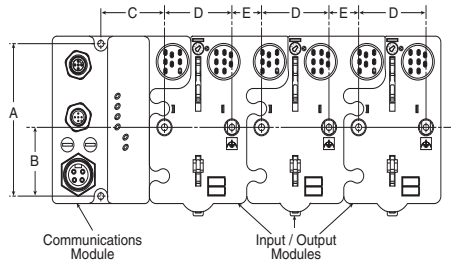 C D E D E D
A
B
Communications
Module
Input / Output
Modules